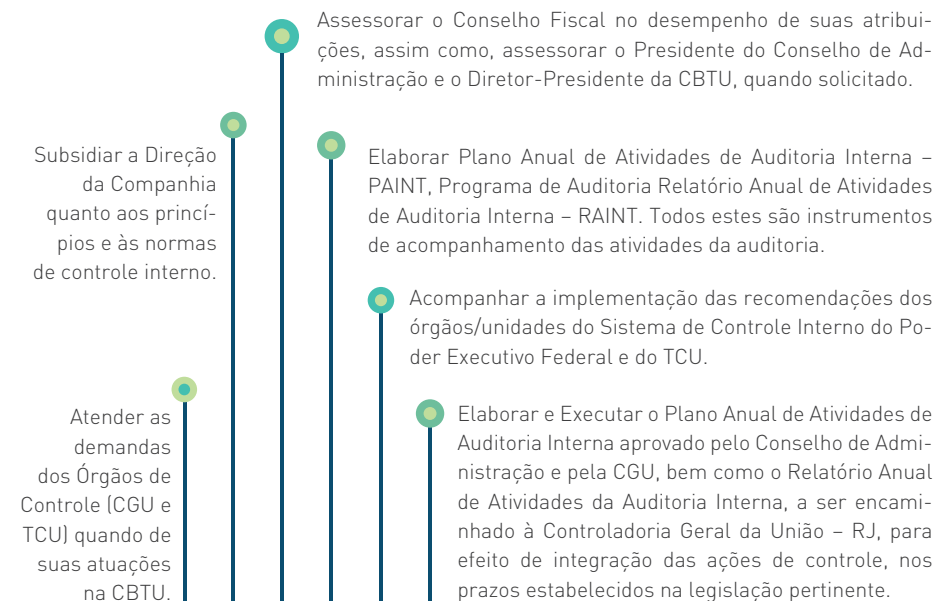 Assessorar o Conselho Fiscal no desempenho de suas atribui-
ções, assim como, assessorar o Presidente do Conselho de Ad-
ministração e o Diretor-Presidente da CBTU, quando solicitado.
Subsidiar a Direção
da Companhia
quanto aos princí-
pios e às normas
de controle interno.
Elaborar Plano Anual de Atividades de Auditoria Interna –
PAINT, Programa de Auditoria Relatório Anual de Atividades
de Auditoria Interna – RAINT. Todos estes são instrumentos
de acompanhamento das atividades da auditoria.
Acompanhar a implementação das recomendações dos
órgãos/unidades do Sistema de Controle Interno do Po-
der Executivo Federal e do TCU.
Atender as
demandas
dos Órgãos de
Controle (CGU e
TCU) quando de
suas atuações
na CBTU.
Elaborar e Executar o Plano Anual de Atividades de
Auditoria Interna aprovado pelo Conselho de Admi-
nistração e pela CGU, bem como o Relatório Anual
de Atividades da Auditoria Interna, a ser encami-
nhado à Controladoria Geral da União – RJ, para
efeito de integração das ações de controle, nos
prazos estabelecidos na legislação pertinente.